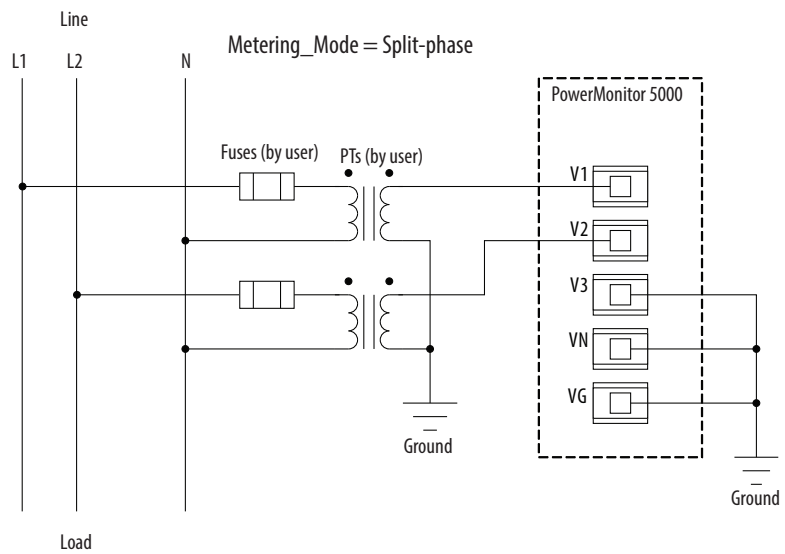 Line
Metering_Mode = Split-phase
L1 L2 N
PowerMonitor 5000
Fuses (by user) PTs (by user)
V1
V2
V3
VN
VG
Ground
Ground
Load